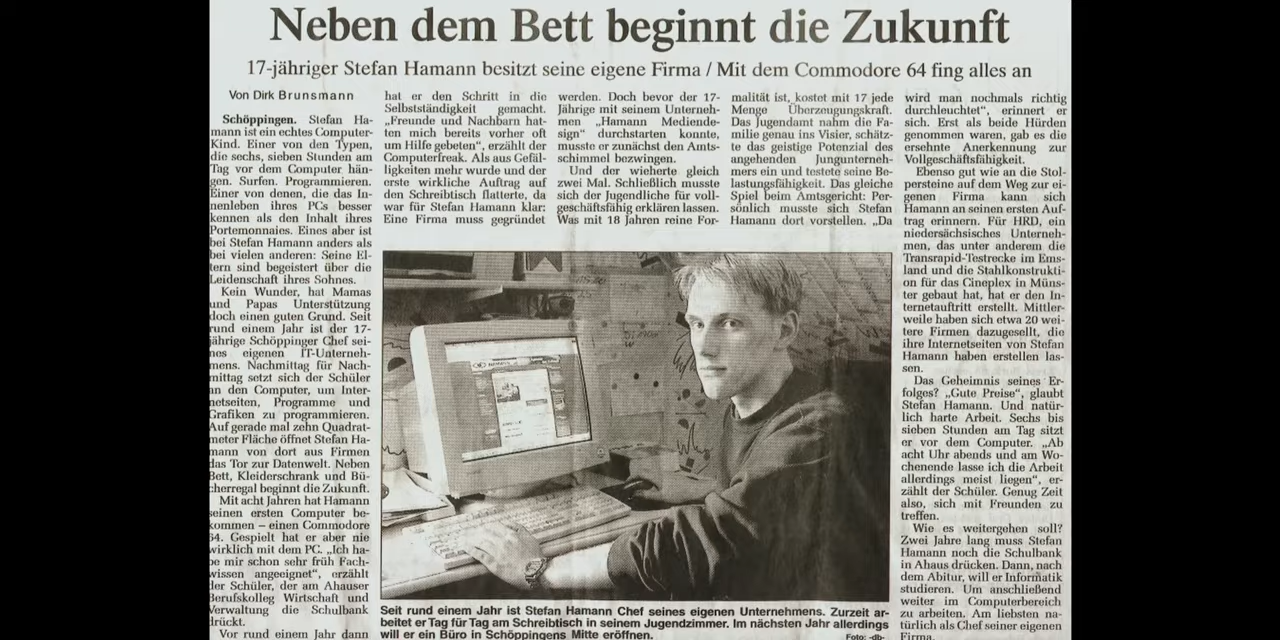 Neben dem Bett beginnt die Zukunft
17-jähriger Stefan Hamann besitzt seine eigene Firma / Mit dem Commodore 64 fing alles an
Von Dirk Brunsmann
Schöppingen. Stefan Ha-
mann ist ein echtes Computer-
Kind. Einer von den Typen,
die sechs, sieben Stunden am
Tag vor dem Computer hän-
gen. Surfen. Programmieren.
Einer von denen, die das In-
nenleben ihres PCs besser
kennen als den Inhalt ihres
Portemonnaies. Eines aber ist
bei Stefan Hamann anders als
bei vielen anderen: Seine El-
tern sind begeistert über die
Leidenschaft ihres Sohnes.
Kein Wunder, hat Mamas
und Papas Unterstützung
doch einen guten Grund. Seit
rund einem Jahr ist der 17-
jährige Schöppinger Chef sei-
nes eigenen IT-Unterneh-
mens. Nachmittag für Nach-
mittag setzt sich der Schüler
an den Computer, um Inter-
netseiten, Programme und
Grafiken zu programmieren.
Auf gerade mal zehn Quadrat-
meter Fläche öffnet Stefan Ha-
mann von dort aus Firmen
das Tor zur Datenwelt. Neben
Bett, Kleiderschrank und Bü-
cherregal beginnt die Zukunft.
Mit acht Jahren hat Hamann
seinen ersten Computer be-
kommen – einen Commodore
64. Gespielt hat er aber nie
wirklich mit dem PC. „Ich ha-
be mir schon sehr früh Fach-
wissen angeeignet“, erzählt
der Schüler, der am Ahauser
Berufskolleg Wirtschaft und
Verwaltung die Schulbank
drückt.
Vor rund einem Jahr dann
hat er den Schritt in die
Selbstständigkeit gemacht.
„Freunde und Nachbarn hat-
ten mich bereits vorher oft
um Hilfe gebeten“, erzählt der
Computerfreak. Als aus Gefäl-
ligkeiten mehr wurde und der
erste wirkliche Auftrag auf
den Schreibtisch flatterte, da
war für Stefan Hamann klar:
Eine Firma muss gegründet
werden. Doch bevor der 17-
Jährige mit seinem Unterneh-
men „Hamann Mediende-
sign“ durchstarten konnte,
musste er zunächst den Amts-
schimmel bezwingen.
Und der wieherte gleich
zwei Mal. Schließlich musste
sich der Jugendliche für voll-
geschäftsfähig erklären lassen.
Was mit 18 Jahren reine For-
malität ist, kostet mit 17 jede
Menge Überzeugungskraft.
Das Jugendamt nahm die Fa-
milie genau ins Visier, schätz-
te das geistige Potenzial des
angehenden Jungunterneh-
mers ein und testete seine Be-
lastungsfähigkeit. Das gleiche
Spiel beim Amtsgericht: Per-
sönlich musste sich Stefan
Hamann dort vorstellen. „Da
wird man nochmals richtig
durchleuchtet“, erinnert er
sich. Erst als beide Hürden
genommen waren, gab es die
ersehnte Anerkennung zur
Vollgeschäftsfähigkeit.
Ebenso gut wie an die Stol-
persteine auf dem Weg zur ei-
genen Firma kann sich
Hamann an seinen ersten Auf-
trag erinnern. Für HRD, ein
niedersächsisches Unterneh-
men, das unter anderem die
Transrapid-Testrecke im Ems-
land und die Stahlkonstrukti-
on für das Cineplex in Müns-
ter gebaut hat, hat er den In-
ternetauftritt erstellt. Mittler-
weile haben sich etwa 20 wei-
tere Firmen dazugesellt, die
ihre Internetseiten von Stefan
Hamann haben erstellen las-
sen.
Das Geheimnis seines Er-
folges? „Gute Preise“, glaubt
Stefan Hamann. Und natür-
lich harte Arbeit. Sechs bis
sieben Stunden am Tag sitzt
er vor dem Computer. „Ab
acht Uhr abends und am Wo-
chenende lasse ich die Arbeit
allerdings meist liegen“, er-
zählt der Schüler. Genug Zeit
also, sich mit Freunden zu
treffen.
Wie es weitergehen soll?
Zwei Jahre lang muss Stefan
Hamann noch die Schulbank
in Ahaus drücken. Dann, nach
dem Abitur, will er Informatik
studieren. Um anschließend
weiter im Computerbereich
zu arbeiten. Am liebsten na-
türlich als Chef seiner eigenen
Firma.
Seit rund einem Jahr ist Stefan Hamann Chef seines eigenen Unternehmens. Zurzeit ar-
beitet er Tag für Tag am Schreibtisch in seinem Jugendzimmer. Im nächsten Jahr allerdings
will er ein Büro in Schöppingens Mitte eröffnen.
Foto: -db-